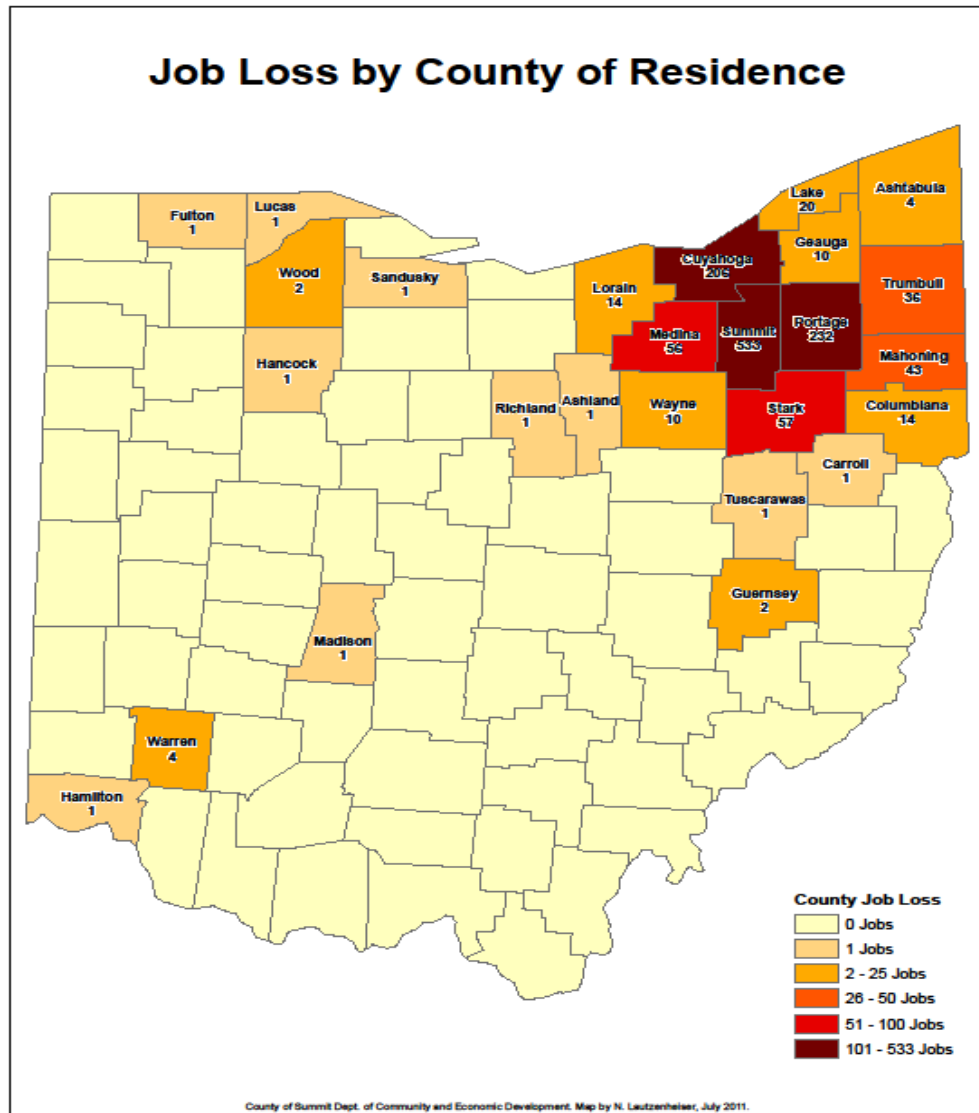 Job Loss by County of Residence
Lake
20
Ashtabula
4
Fulton
1
Lucas
1
Geauga
10
Cuyahoga
206
Wood
2
Sandusky
1
Lorain
14
Trumbull
36
Medina
56
Summit
533
Portage
232
Mahoning
43
Hancock
1
Richland
1
Ashland
1
Wayne
10
Stark
57
Columbiana
14
Carroll
1
Tuscarawas
1
Guernsey
2
Madison
1
Warren
4
Hamilton
1
County Job Loss
0 Jobs
1 Jobs
2 - 25 Jobs
26 - 50 Jobs
51 - 100 Jobs
101 - 533 Jobs
County of Summit Dept. of Community and Economic Development. Map by N. Lautzenheiser, July 2011.